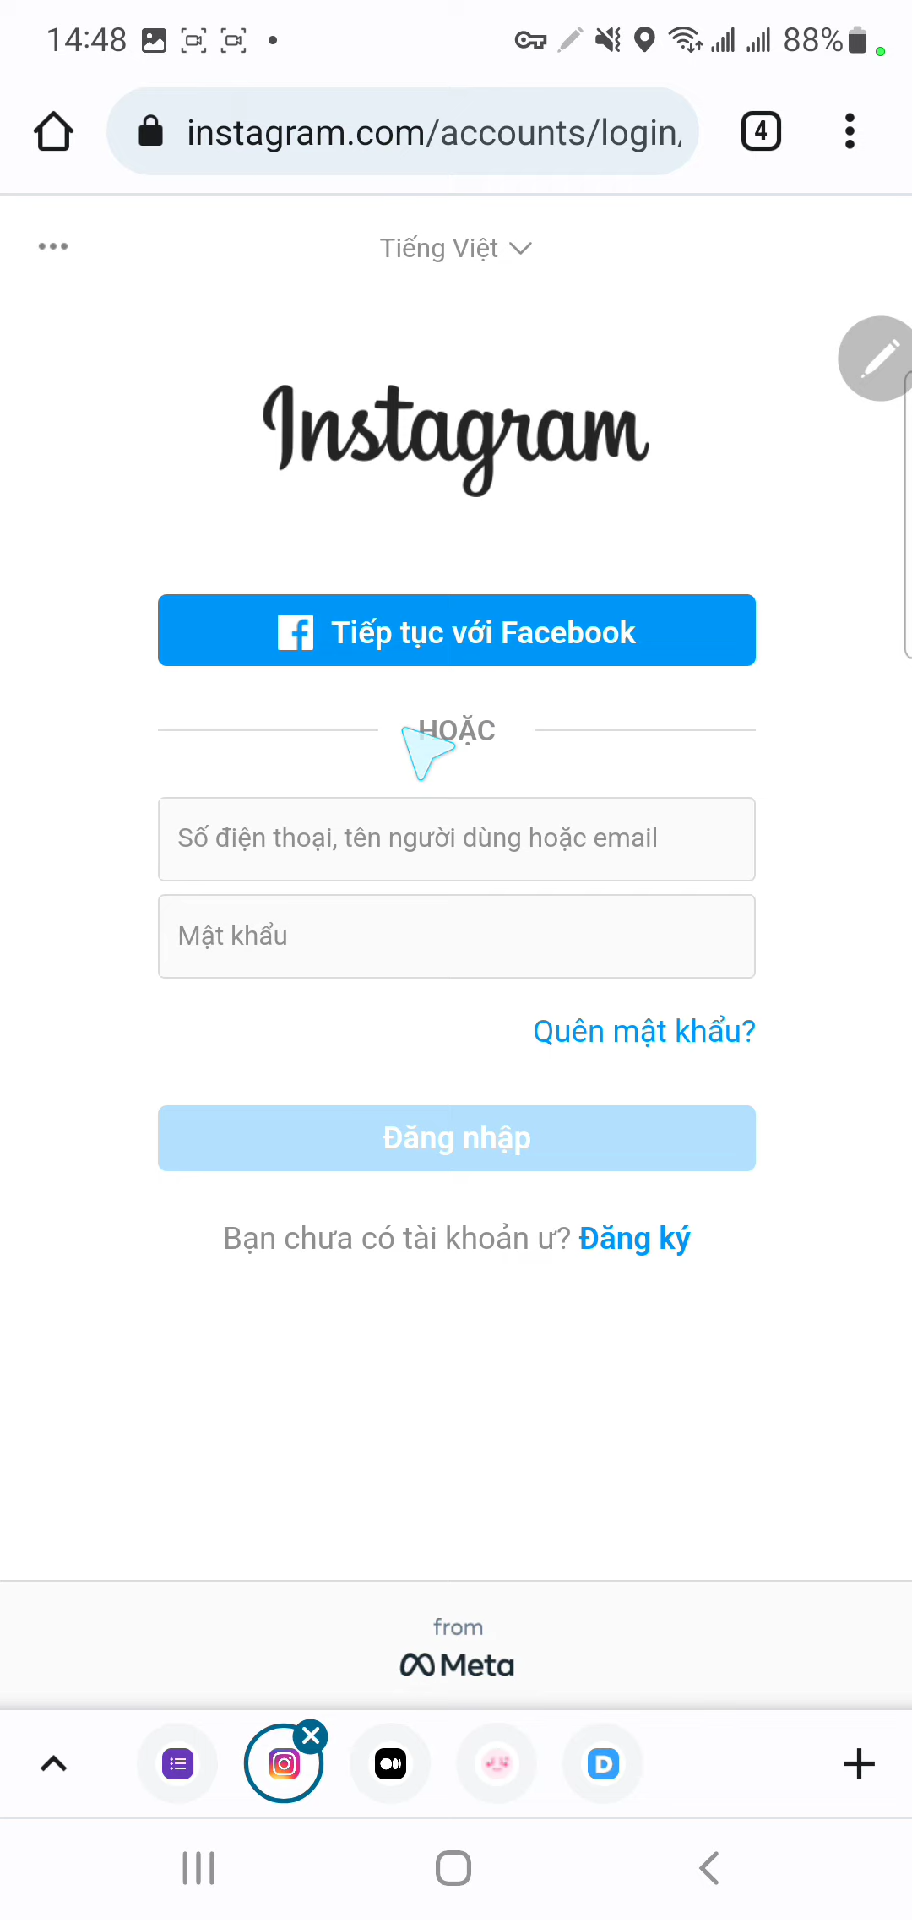 14:48
88%
instagram.com/accounts/login/
4
Tiếng Việt
Instagram
Tiếp tục với Facebook
HOẶC
Số điện thoại, tên người dùng hoặc email
Mật khẩu
Quên mật khẩu?
Đăng nhập
Bạn chưa có tài khoản ư? Đăng ký
from
Meta
D